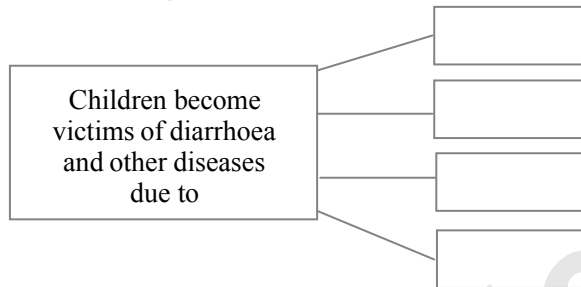 Children become
victims of diarrhoea
and other diseases
due to